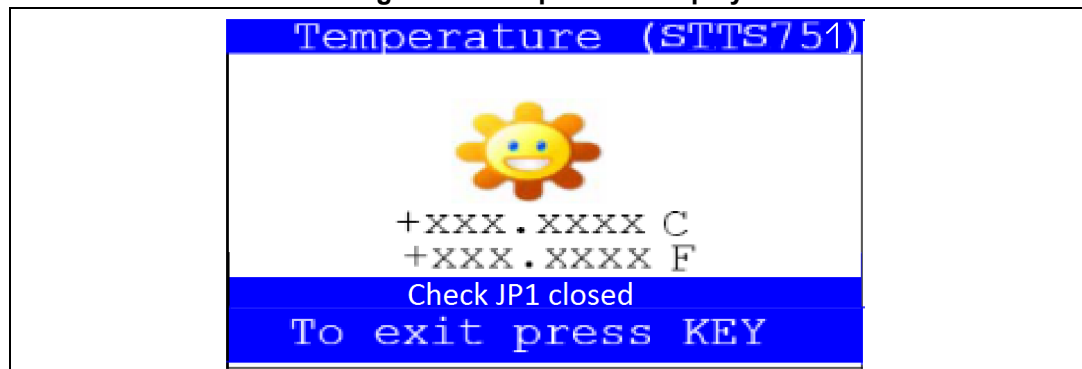 Temperature (STTS751)
+xxx.xxxx C
+xxx.xxxx F
Check JP1 closed
To exit press KEY